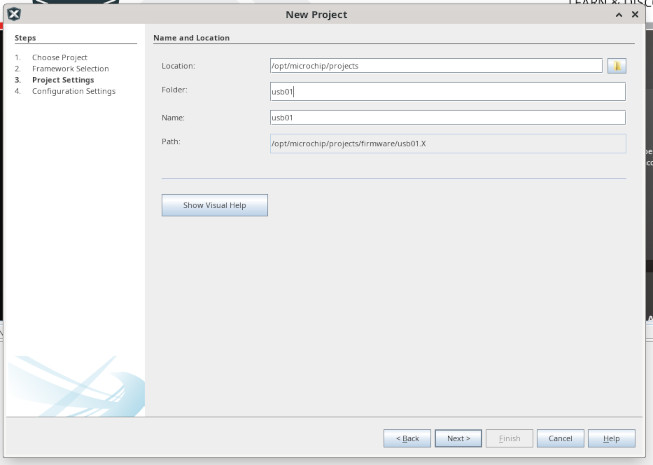 LEARN & DISC
New Project
Steps
1. Choose Project
2. Framework Selection
3. Project Settings
4. Configuration Settings
Name and Location
Location: /opt/microchip/projects
Folder: usb01
Name: usb01
Path: /opt/microchip/projects/firmware/usb01.X
Show Visual Help
< Back Next > Finish Cancel Help